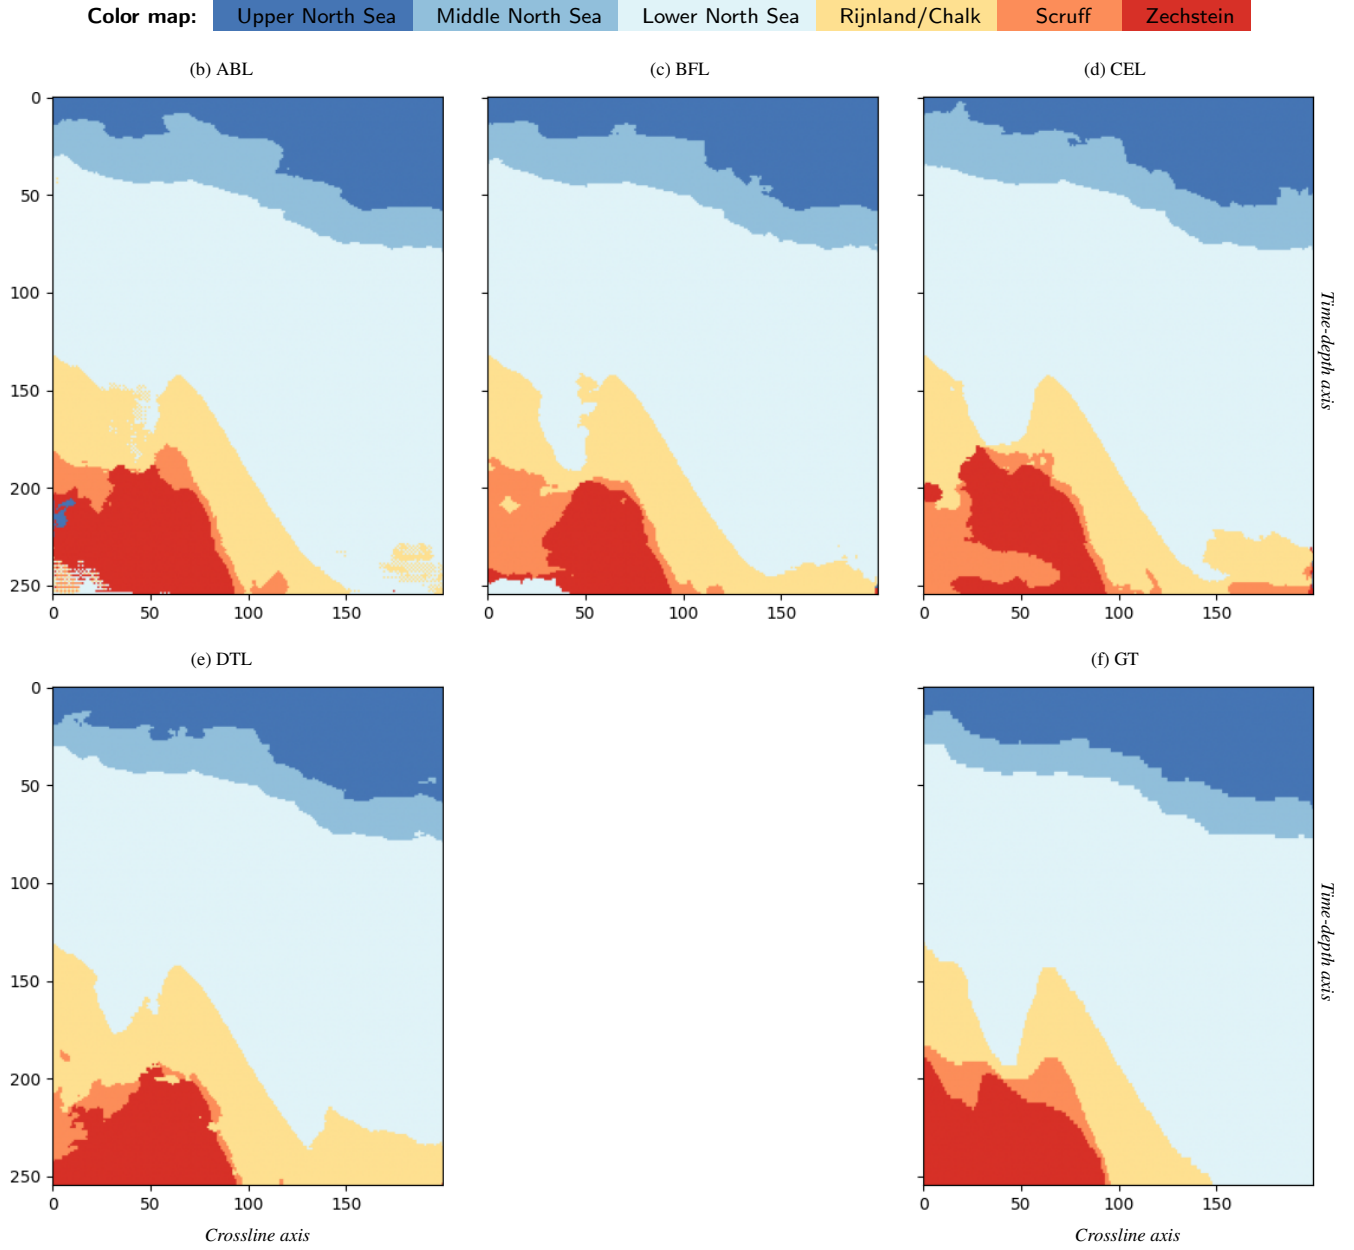 Color map: Upper North Sea Middle North Sea Lower North Sea Rijnland/Chalk Scruff Zechstein
(b) ABL (c) BFL (d) CEL
0
50
100
150
200
250
0 50 100 150
0 50 100 150
0 50 100 150
Time-depth axis
(e) DTL (f) GT
0
50
100
150
200
250
0 50 100 150
0 50 100 150
Time-depth axis
Crossline axis Crossline axis